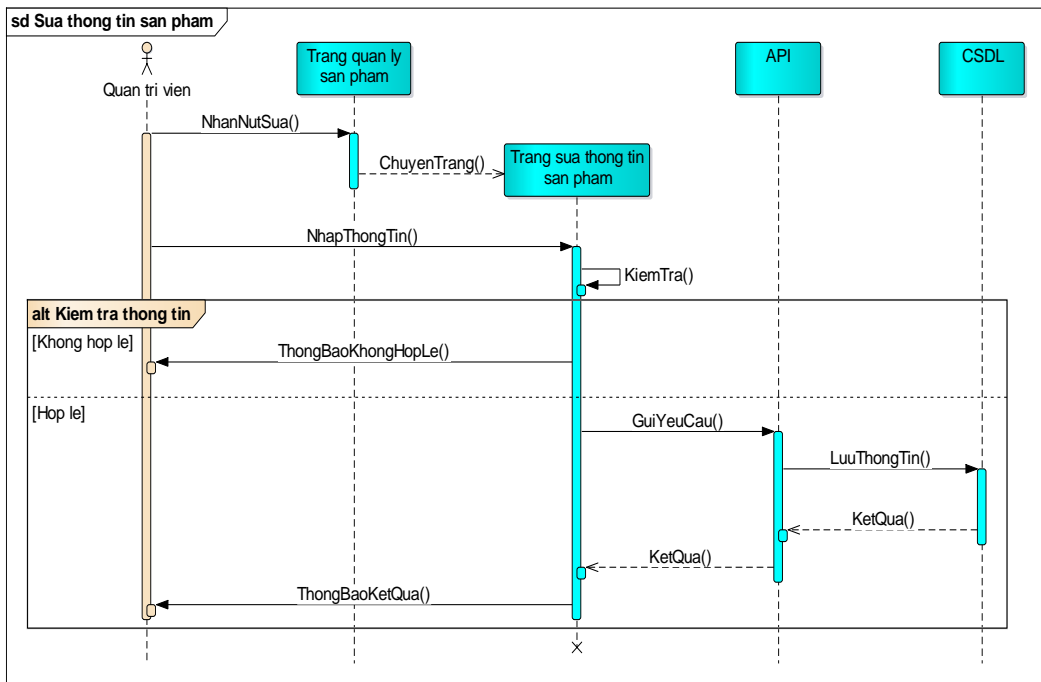 sd Sua thong tin san pham
Quan tri vien
Trang quan ly
san pham
API
CSDL
NhanNutSua()
ChuyenTrang()
Trang sua thong tin
san pham
NhapThongTin()
KiemTra()
alt Kiem tra thong tin
[Khong hop le]
ThongBaoKhongHopLe()
[Hop le]
GuiYeuCau()
LuuThongTin()
KetQua()
KetQua()
ThongBaoKetQua()